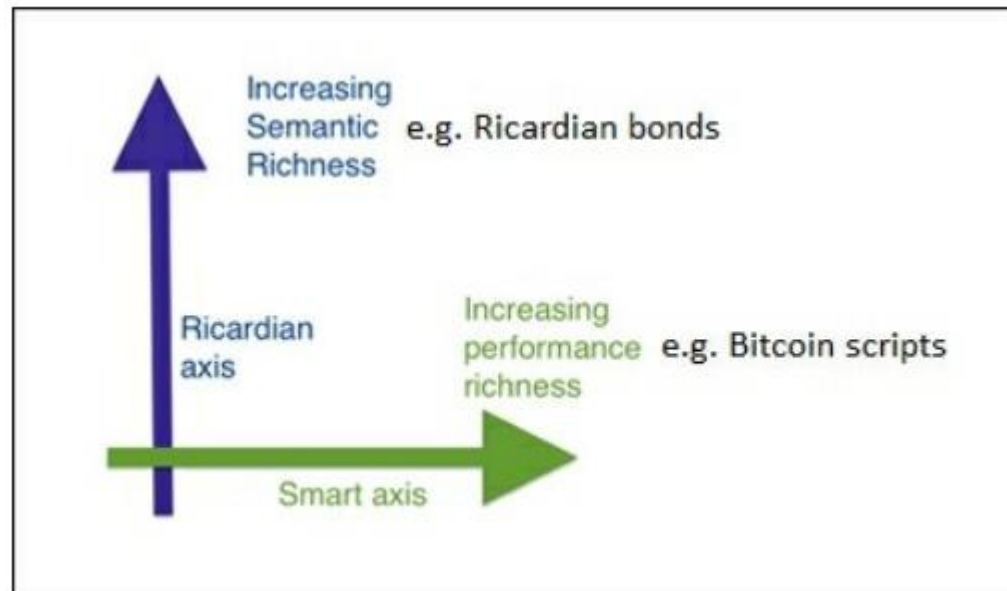 Increasing
Semantic
Richness
e.g. Ricardian bonds
Ricardian
axis
Increasing
performance
richness
e.g. Bitcoin scripts
Smart axis